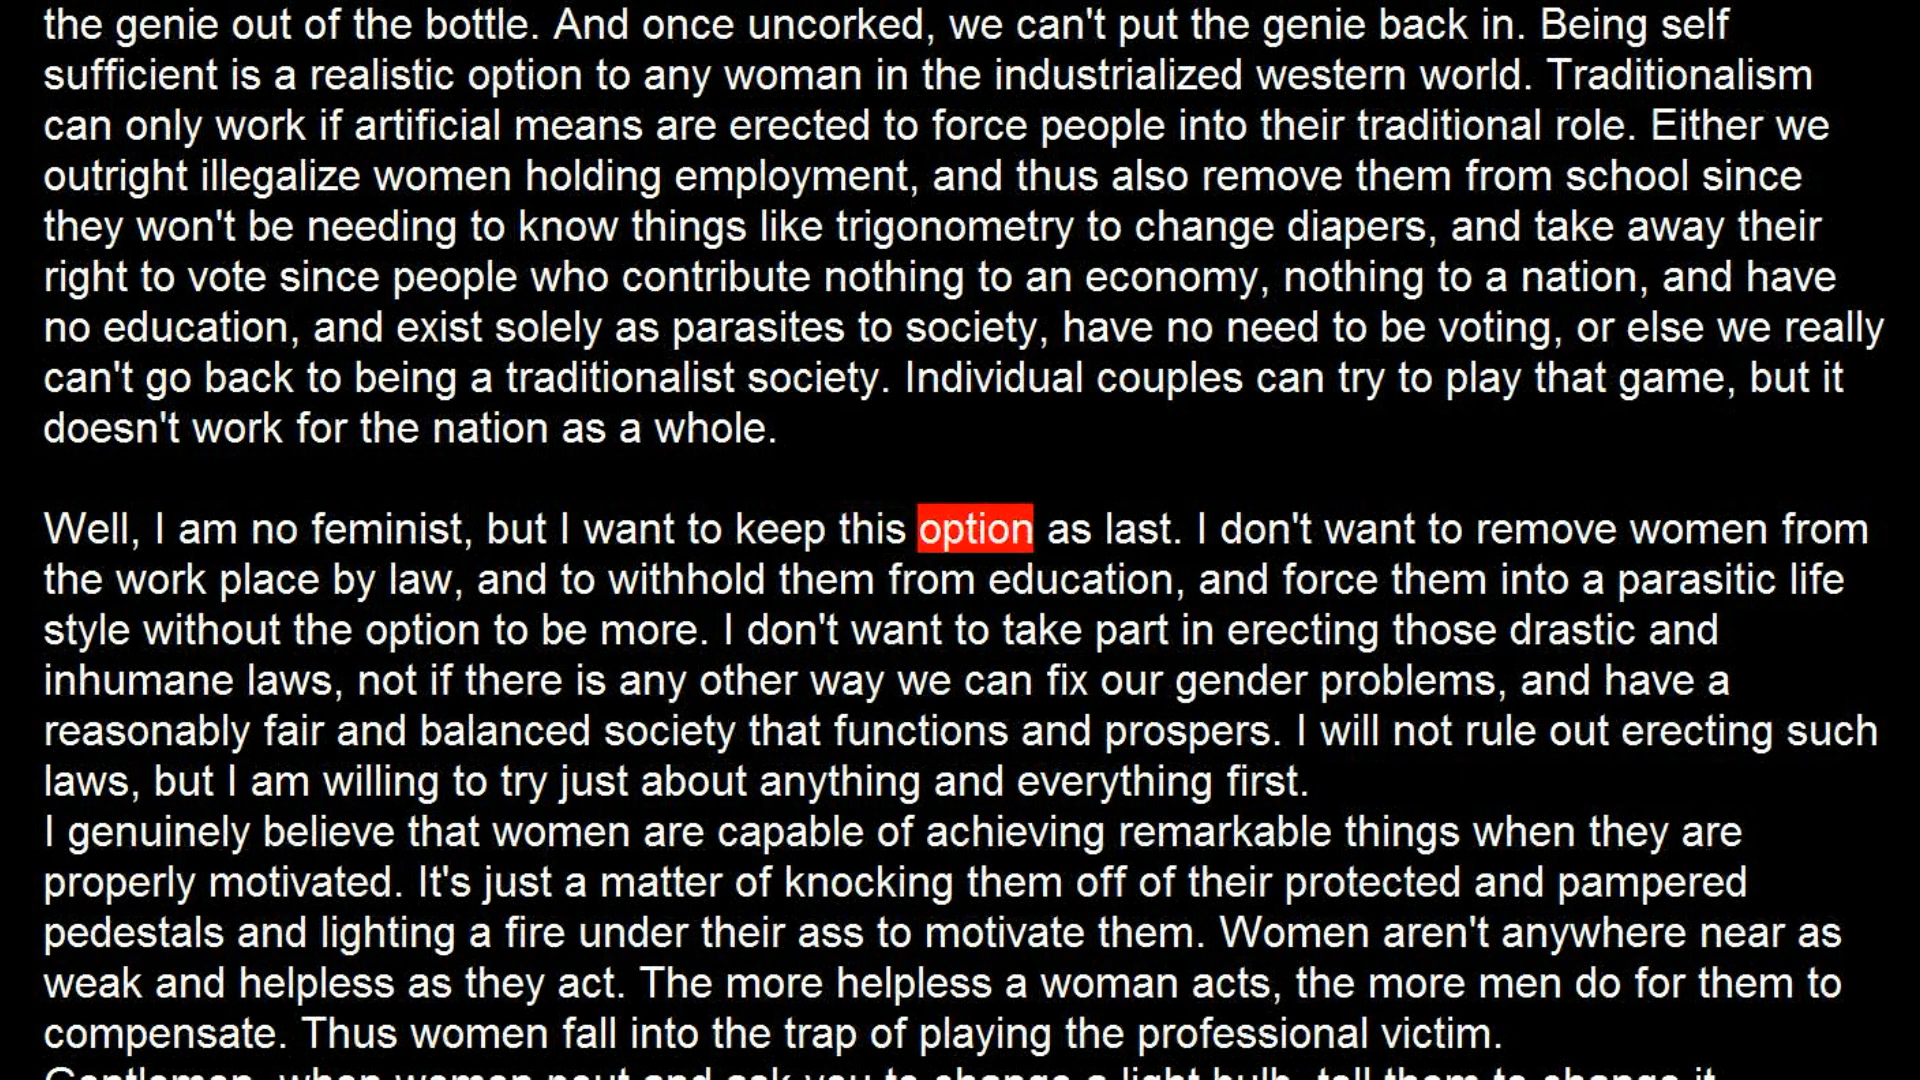 the genie out of the bottle. And once uncorked, we can't put the genie back in. Being self
sufficient is a realistic option to any woman in the industrialized western world. Traditionalism
can only work if artificial means are erected to force people into their traditional role. Either we
outright illegalize women holding employment, and thus also remove them from school since
they won't be needing to know things like trigonometry to change diapers, and take away their
right to vote since people who contribute nothing to an economy, nothing to a nation, and have
no education, and exist solely as parasites to society, have no need to be voting, or else we really
can't go back to being a traditionalist society. Individual couples can try to play that game, but it
doesn't work for the nation as a whole.
Well, I am no feminist, but I want to keep this option as last. I don't want to remove women from
the work place by law, and to withhold them from education, and force them into a parasitic life
style without the option to be more. I don't want to take part in erecting those drastic and
inhumane laws, not if there is any other way we can fix our gender problems, and have a
reasonably fair and balanced society that functions and prospers. I will not rule out erecting such
laws, but I am willing to try just about anything and everything first.
I genuinely believe that women are capable of achieving remarkable things when they are
properly motivated. It's just a matter of knocking them off of their protected and pampered
pedestals and lighting a fire under their ass to motivate them. Women aren't anywhere near as
weak and helpless as they act. The more helpless a woman acts, the more men do for them to
compensate. Thus women fall into the trap of playing the professional victim.
Gentlemen, when women pout and ask you to change a light bulb, tell them to change it